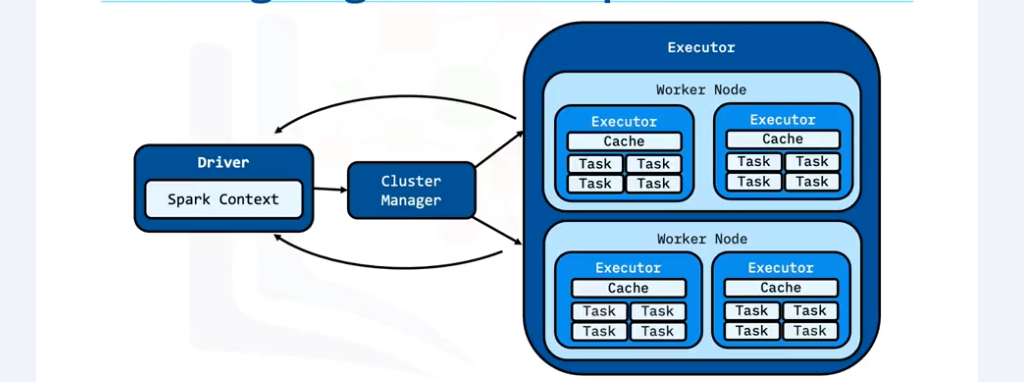 Driver
Spark Context
Cluster
Manager
Executor
Worker Node
Executor
Cache
Task Task
Task Task
Executor
Cache
Task Task
Task Task
Worker Node
Executor
Cache
Task Task
Task Task
Executor
Cache
Task Task
Task Task